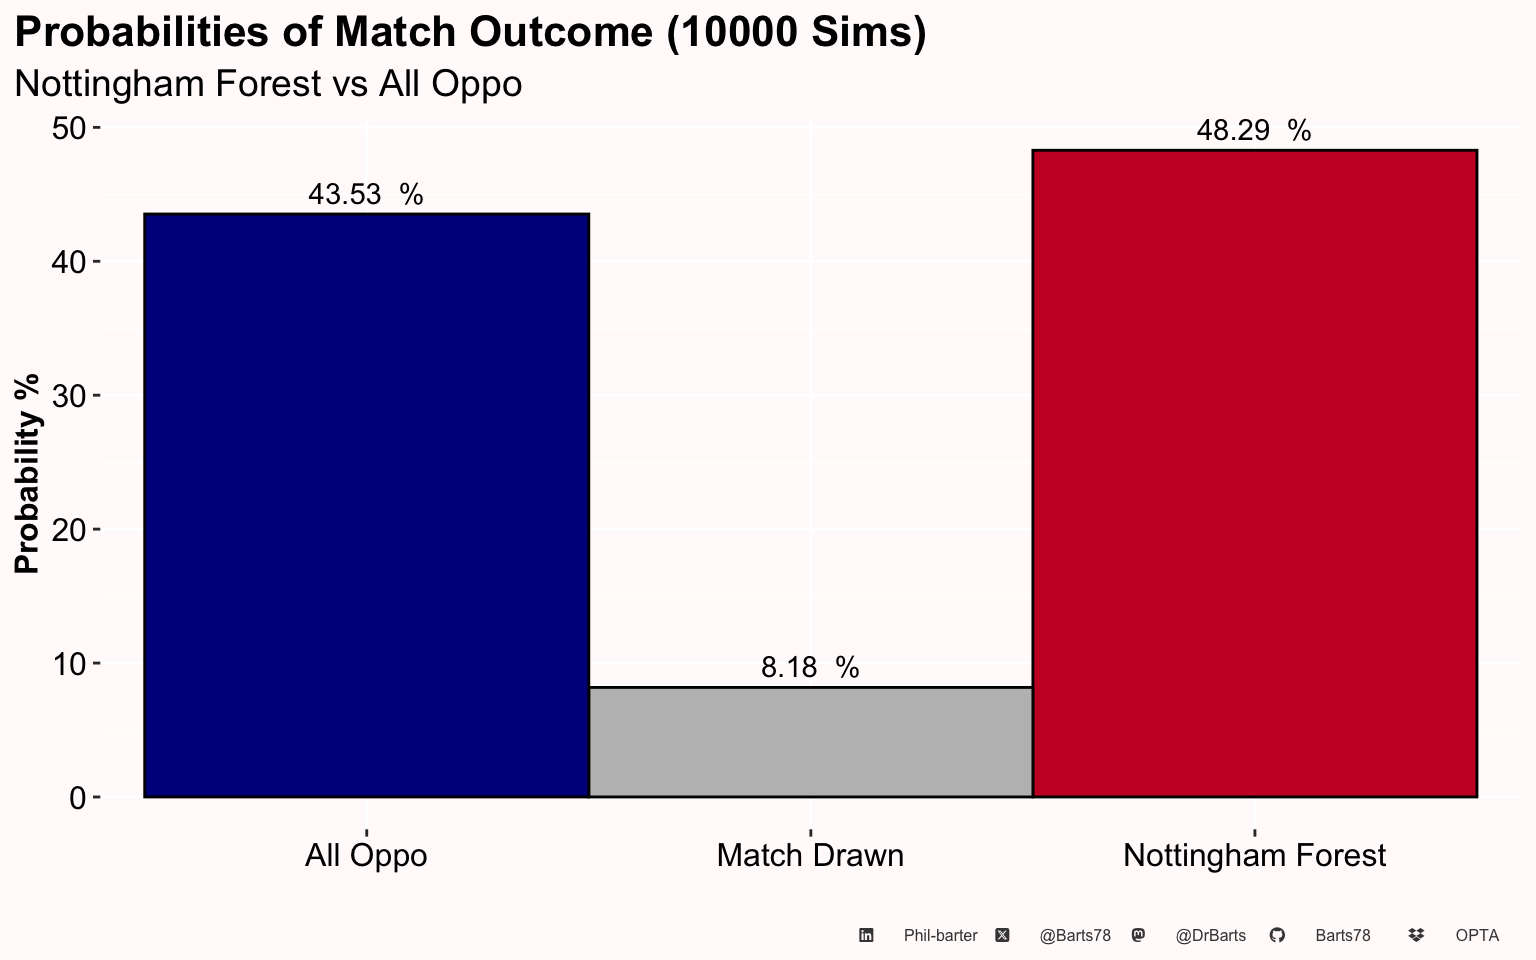 Probabilities of Match Outcome (10000 Sims)
Nottingham Forest vs All Oppo
Probability %
50
40
30
20
10
0
43.53 %
8.18 %
48.29 %
All Oppo
Match Drawn
Nottingham Forest
Phil-barter @Barts78 @DrBarts Barts78 OPTA